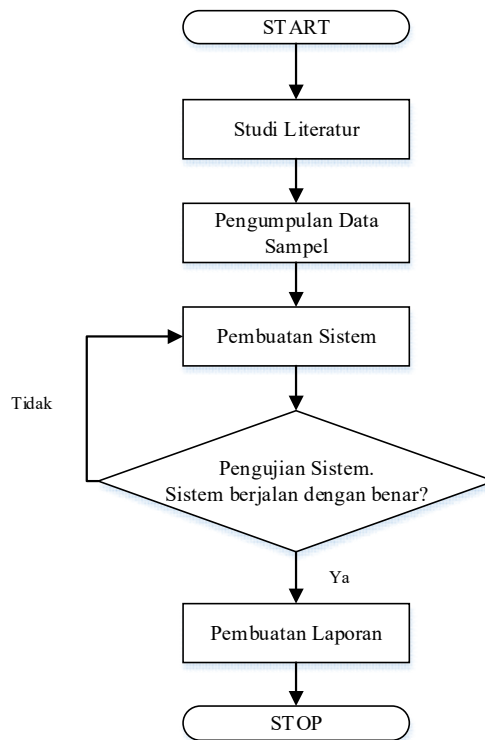 START
Studi Literatur
Pengumpulan Data
Sampel
Pembuatan Sistem
Tidak
Pengujian Sistem.
Sistem berjalan dengan benar?
Ya
Pembuatan Laporan
STOP